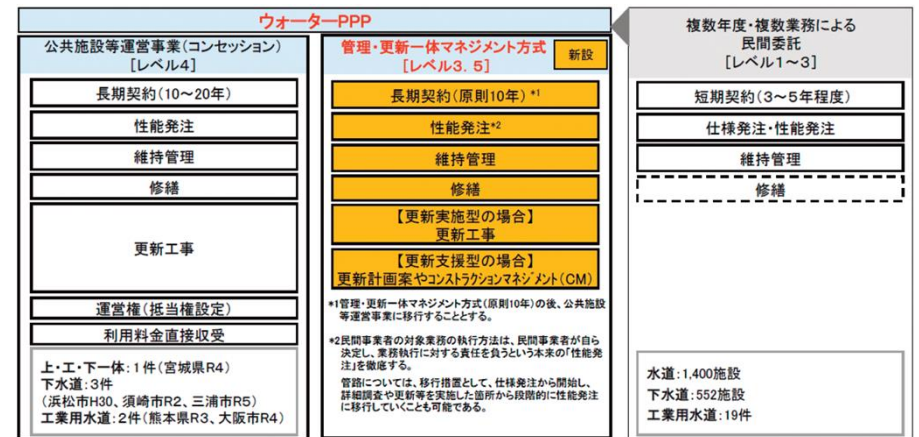 ウォーターPPP
公共施設等運営事業(コンセッション)
[レベル4]
長期契約(10～20年)
性能発注
維持管理
修繕
更新工事
運営権(抵当権設定)
利用料金直接収受
上・工・下一体:1件(宮城県R4)
下水道:3件
(浜松市H30、須崎市R2、三浦市R5)
工業用水道:2件(熊本県R3、大阪市R4)
管理・更新一体マネジメント方式
[レベル3.5]
新設
長期契約(原則10年)*1
性能発注*2
維持管理
修繕
【更新実施型の場合】
更新工事
【更新支援型の場合】
更新計画案やコンストラクションマネジメント(CM)
*1管理・更新一体マネジメント方式(原則10年)の後、公共施設
等運営事業に移行することとする。
*2民間事業者の対象業務の執行方法は、民間事業者が自ら
決定し、業務執行に対する責任を負うという本来の「性能発
注」を徹底する。
管路については、移行措置として、仕様発注から開始し、
詳細調査や更新等を実施した箇所から段階的に性能発注
に移行していくことも可能である。
複数年度・複数業務による
民間委託
[レベル1～3]
短期契約(3～5年程度)
仕様発注・性能発注
維持管理
修繕
水道:1,400施設
下水道:552施設
工業用水道:19件